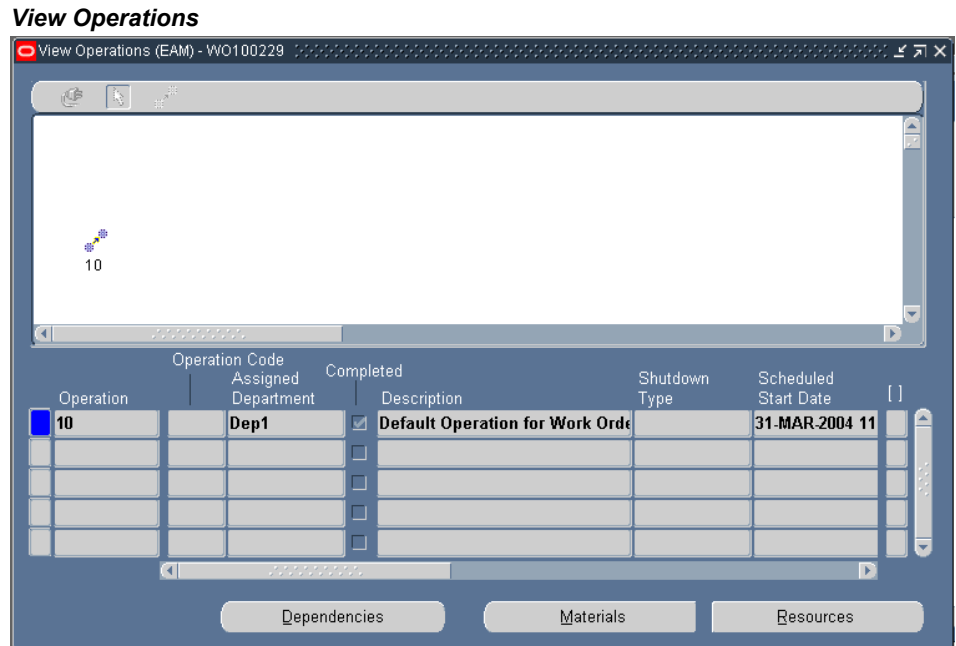 View Operations
View Operations (EAM) - WO100229
10
Operation Code
Assigned Completed Shutdown Scheduled
Operation Department Description Type Start Date [ ]
10 Dep1 Default Operation for Work Orde 31-MAR-2004 11
Dependencies Materials Resources